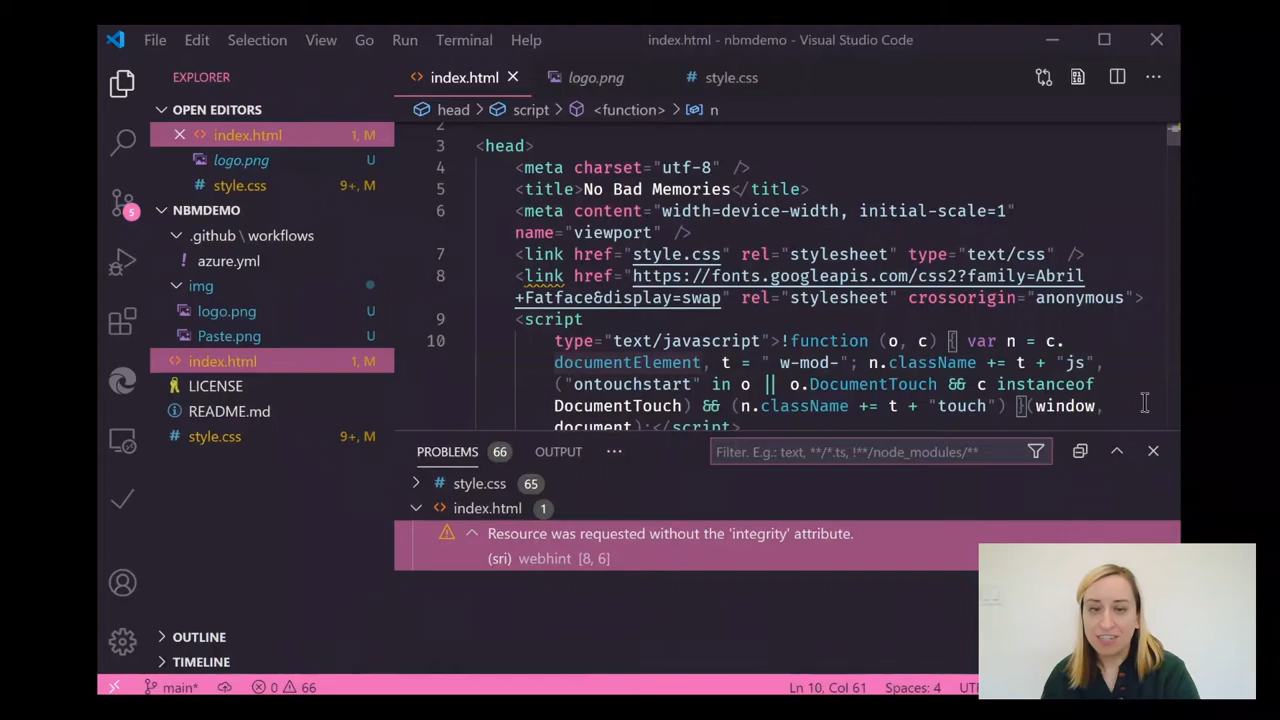 File Edit Selection View Go Run Terminal Help index.html - nbmdemo - Visual Studio Code
EXPLORER
OPEN EDITORS
index.html 1, M
logo.png U
style.css 9+, M
NBMDEMO
.github \ workflows
! azure.yml
img
logo.png U
Paste.png U
index.html 1, M
LICENSE
README.md
style.css 9+, M
OUTLINE
TIMELINE
5
index.html logo.png style.css
head > script > <function> > n
2
3 <head>
4 <meta charset="utf-8" />
5 <title>No Bad Memories</title>
6 <meta content="width=device-width, initial-scale=1"
name="viewport" />
7 <link href="style.css" rel="stylesheet" type="text/css" />
8 <link href="https://fonts.googleapis.com/css2?family=Abril
+Fatface&display=swap" rel="stylesheet" crossorigin="anonymous">
9 <script
10 type="text/javascript">!function (o, c) { var n = c.
documentElement, t = " w-mod-"; n.className += t + "js",
("ontouchstart" in o || o.DocumentTouch && c instanceof
DocumentTouch) && (n.className += t + "touch") }(window,
document);</script>
PROBLEMS 66 OUTPUT ... Filter. E.g.: text, **/*.ts, !**/node_modules/**
# style.css 65
index.html 1
Resource was requested without the 'integrity' attribute.
(sri) webhint [8, 6]
main* 0 66 Ln 10, Col 61 Spaces: 4